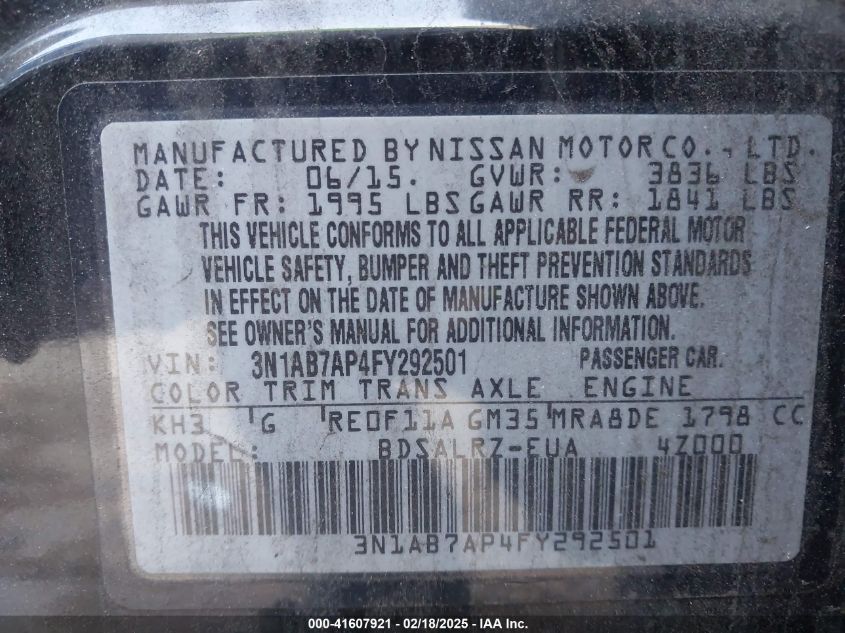 MANUFACTURED BY NISSAN MOTOR CO., LTD.
DATE: 06/15. GVWR: 3836 LBS
GAWR FR: 1995 LBS GAWR RR: 1841 LBS
THIS VEHICLE CONFORMS TO ALL APPLICABLE FEDERAL MOTOR
VEHICLE SAFETY, BUMPER AND THEFT PREVENTION STANDARDS
IN EFFECT ON THE DATE OF MANUFACTURE SHOWN ABOVE.
SEE OWNER'S MANUAL FOR ADDITIONAL INFORMATION.
VIN: 3N1AB7AP4FY292501 PASSENGER CAR.
COLOR TRIM TRANS AXLE ENGINE
KH3 G RE0F11A GM35 MRA8DE 1798 CC
MODEL: BDSALRZ-EUA 4Z000
3N1AB7AP4FY292501
000-41607921 - 02/18/2025 - IAA, Inc.